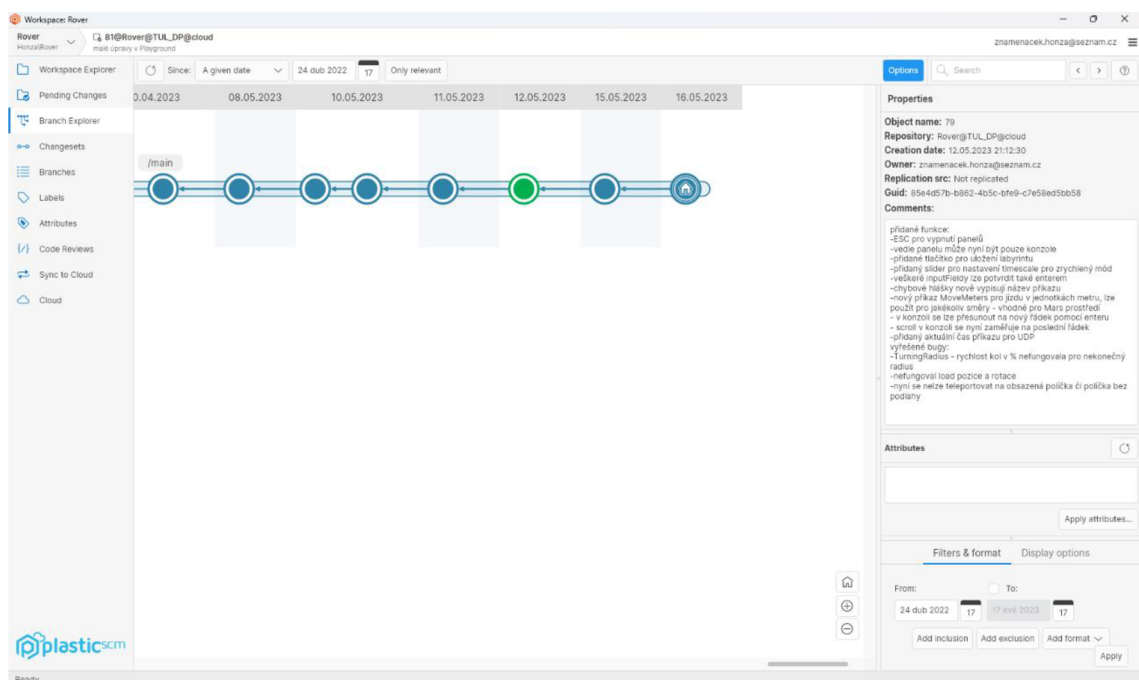 Workspace: Rover
Rover
Honza\Rover
81@Rover@TUL_DP@cloud
malé úpravy v Playground
znamenacek.honza@seznam.cz
Workspace Explorer
Pending Changes
Branch Explorer
Changesets
Branches
Labels
Attributes
Code Reviews
Sync to Cloud
Cloud
Since: A given date 24 dub 2022 17 Only relevant
Options Search
0.04.2023 08.05.2023 10.05.2023 11.05.2023 12.05.2023 15.05.2023 16.05.2023
/main
Properties
Object name: 79
Repository: Rover@TUL_DP@cloud
Creation date: 12.05.2023 21:12:30
Owner: znamenacek.honza@seznam.cz
Replication src: Not replicated
Guid: 85e4d57b-b862-4b5c-bfe9-c7e58ed5bb58
Comments:
přidané funkce:
-ESC pro vypnutí panelů
-vedle panelu může nyní být pouze konzole
-přidané tlačítko pro uložení labyrintu
-přidaný slider pro nastavení timescale pro zrychlený mód
-veškeré inputFieldy lze potvrdit také enterem
-chybové hlášky nově vypisují název příkazu
-nový příkaz MoveMeters pro jízdu v jednotkách metru, lze
použít pro jakékoliv směry - vhodné pro Mars prostředí
- v konzoli se lze přesunout na nový řádek pomocí enteru
- scroll v konzoli se nyní zaměřuje na poslední řádek
-přidaný aktuální čas příkazu pro UDP
vyřešené bugy:
-TurningRadius - rychlost kol v % nefungovala pro nekonečný
radius
-nefungoval load pozice a rotace
-nyní se nelze teleportovat na obsazená políčka či políčka bez
podlahy
Attributes
Apply attributes...
Filters & format Display options
From: To:
24 dub 2022 17 17 kvě 2023 17
Add inclusion Add exclusion Add format
Apply
plasticscm
Ready